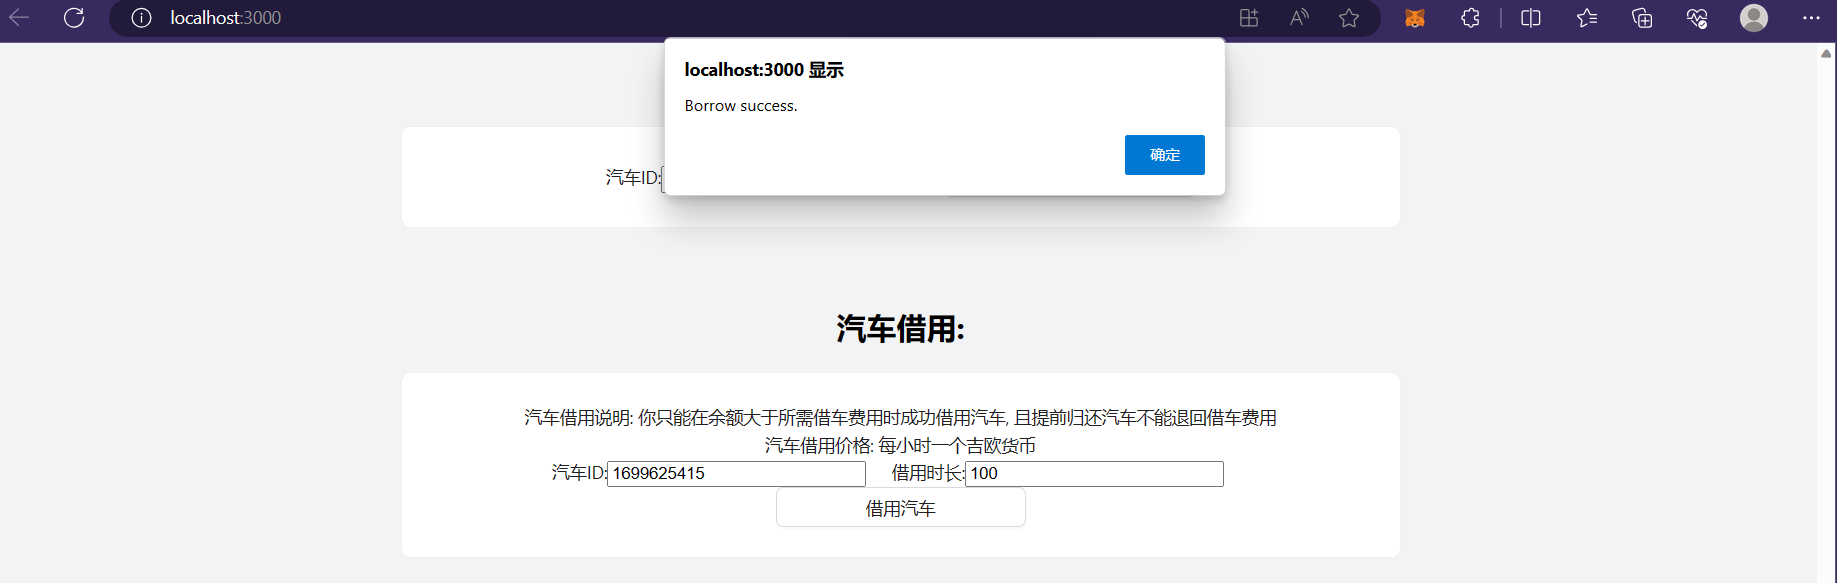 localhost:3000
localhost:3000 显示
Borrow success.
确定
汽车ID:
汽车借用:
汽车借用说明: 你只能在余额大于所需借车费用时成功借用汽车, 且提前归还汽车不能退回借车费用
汽车借用价格: 每小时一个吉欧货币
汽车ID: 1699625415 借用时长: 100
借用汽车